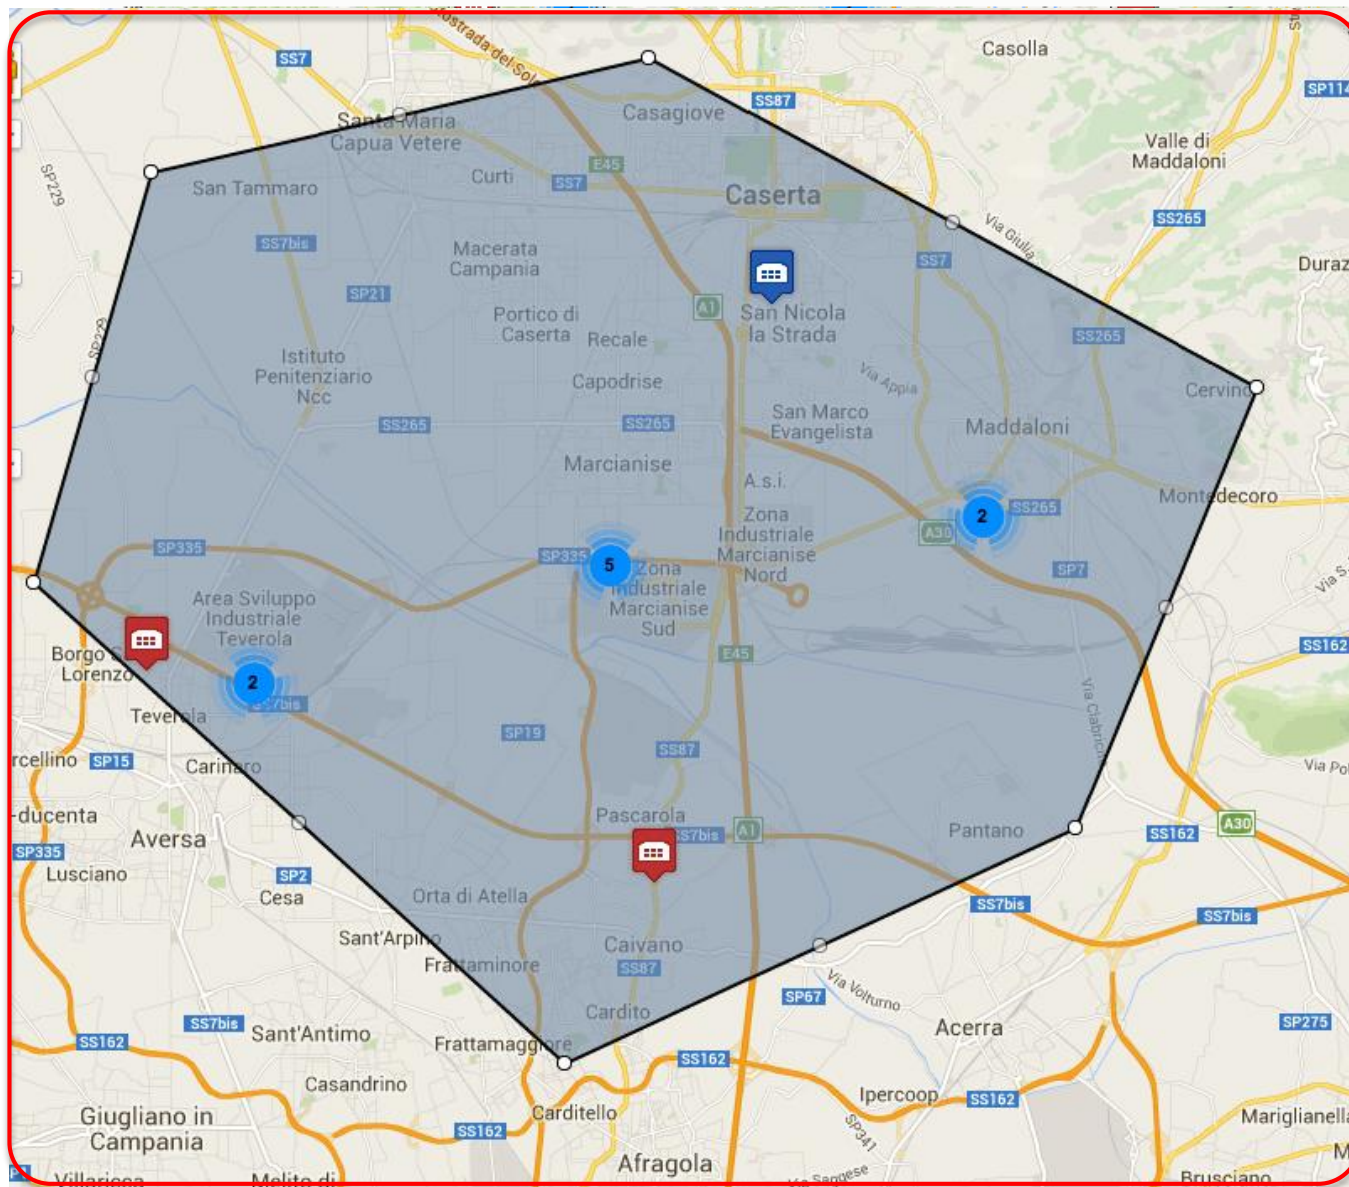 Autostrada del Sole
Casolla
SS7
SP114
SS87
Casagiove
Santa Maria
Capua Vetere
Valle di
Maddaloni
E45
SP229
San Tammaro
Curti
SS7
Caserta
SS265
Via Giulia
SS7bis
Macerata
Campania
SS7
Duraz
SP21
A1
San Nicola
la Strada
Portico di
Caserta
Recale
SP229
SS265
Istituto
Penitenziario
Ncc
Capodrise
Via Appia
Cervino
San Marco
Evangelista
SS265
SS265
Maddaloni
Marcianise
A.s.i.
Montedecoro
SS265
2
Zona
Industriale
Marcianise
Nord
A30
SP335
SP335
5
Zona
Industriale
Marcianise
Sud
SP7
Via S.
Area Sviluppo
Industriale
Teverola
Borgo S
Lorenzo
E45
SS162
2
SS7bis
Teverola
Via Ciabrica
SP19
SS87
rcellino
SP15
Carinaro
Via Pol
-ducenta
Pascarola
SS7bis
A1
Pantano
SS162
A30
Aversa
SP335
Lusciano
SP2
Cesa
Orta di Atella
SS7bis
SS7bis
Sant'Arpino
Caivano
Frattaminore
SS87
SP67
Via Volturno
Cardito
SS7bis
Sant'Antimo
Acerra
SP275
SS162
Frattamaggiore
SS162
Casandrino
Ipercoop
SS162
Giugliano in
Campania
Carditello
SP341
Mariglianella
SS162
Afragola
M
Villaricca
Melito di
Brusciano